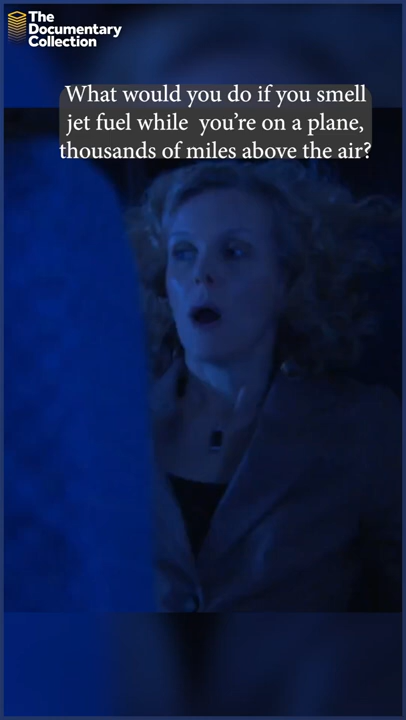 The
Documentary
Collection
What would you do if you smell
jet fuel while  you’re on a plane,
thousands of miles above the air?